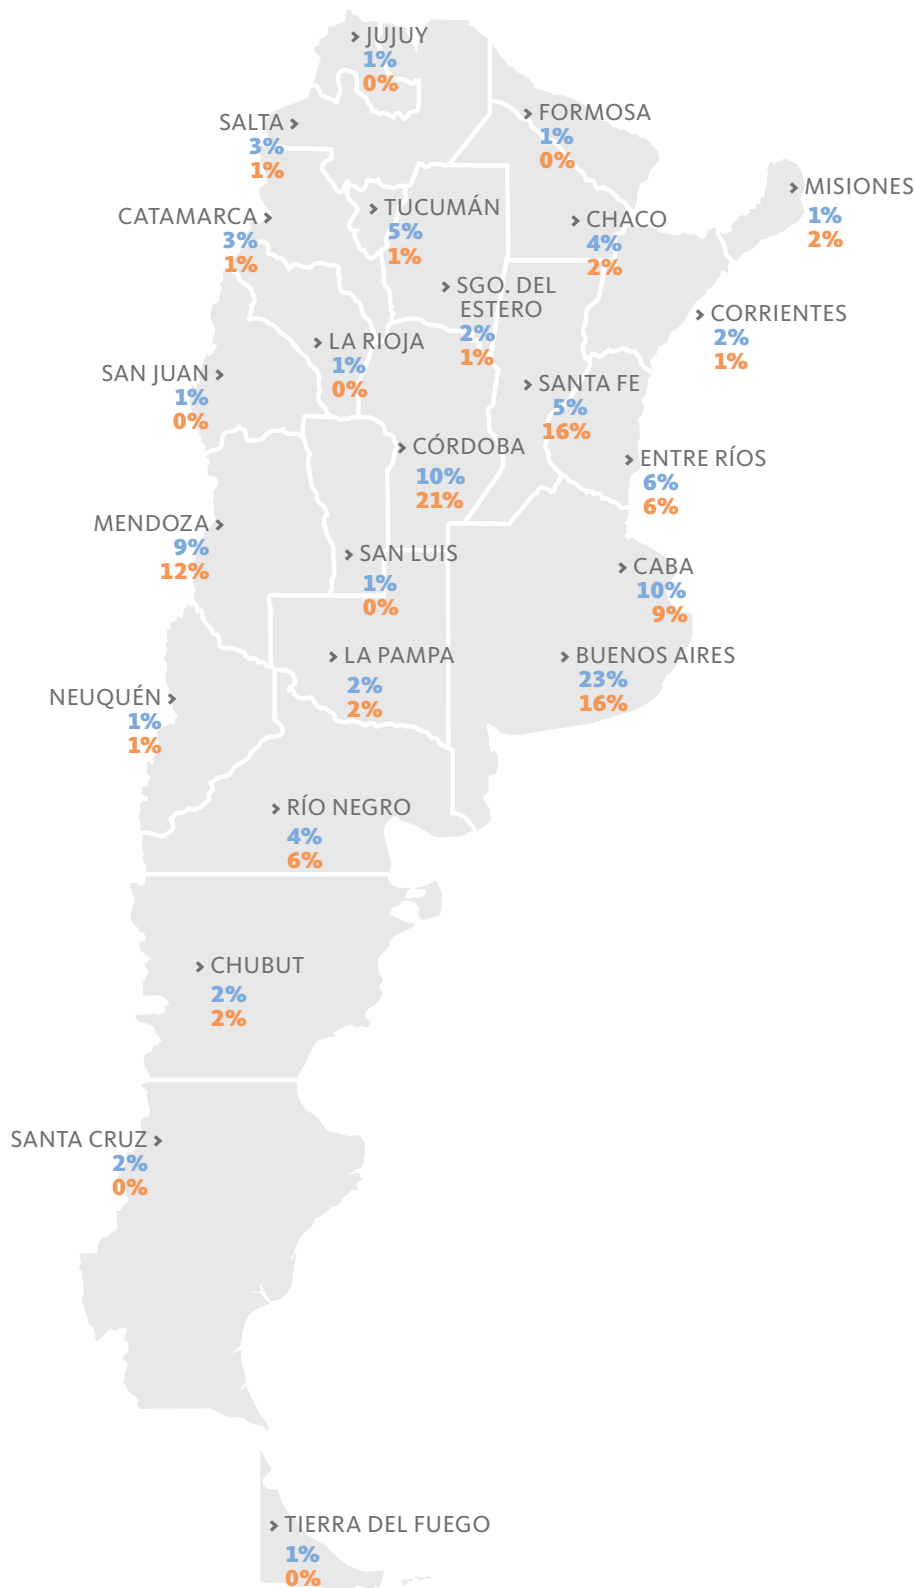 JUJUY
1%
0%
FORMOSA
1%
0%
SALTA
3%
1%
MISIONES
1%
2%
CATAMARCA
3%
1%
TUCUMÁN
5%
1%
CHACO
4%
2%
SGO. DEL
ESTERO
2%
1%
CORRIENTES
2%
1%
LA RIOJA
1%
0%
SAN JUAN
1%
0%
SANTA FE
5%
16%
CÓRDOBA
10%
21%
ENTRE RÍOS
6%
6%
MENDOZA
9%
12%
SAN LUIS
1%
0%
CABA
10%
9%
LA PAMPA
2%
2%
BUENOS AIRES
23%
16%
NEUQUÉN
1%
1%
RÍO NEGRO
4%
6%
CHUBUT
2%
2%
SANTA CRUZ
2%
0%
TIERRA DEL FUEGO
1%
0%